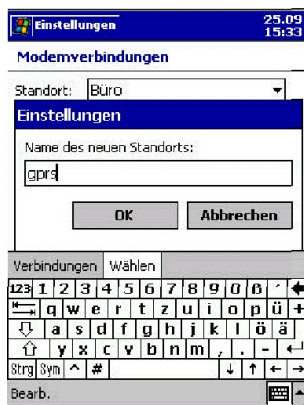 Einstellungen 25.09
15:33
Modemverbindungen
Standort: Büro
Einstellungen
Name des neuen Standorts:
gprs
OK Abbrechen
Verbindungen Wählen
123 1 2 3 4 5 6 7 8 9 0 ß ´
q w e r t z u i o p ü +
a s d f g h j k l ö ä
y x c v b n m , . -
Strg Sym ^ # ↓ ↑ ← →
Bearb.